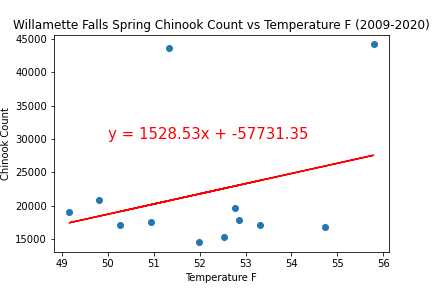 Willamette Falls Spring Chinook Count vs Temperature F (2009-2020)
45000
40000
35000
30000
25000
20000
15000
Chinook Count
y = 1528.53x + -57731.35
49 50 51 52 53 54 55 56
Temperature F